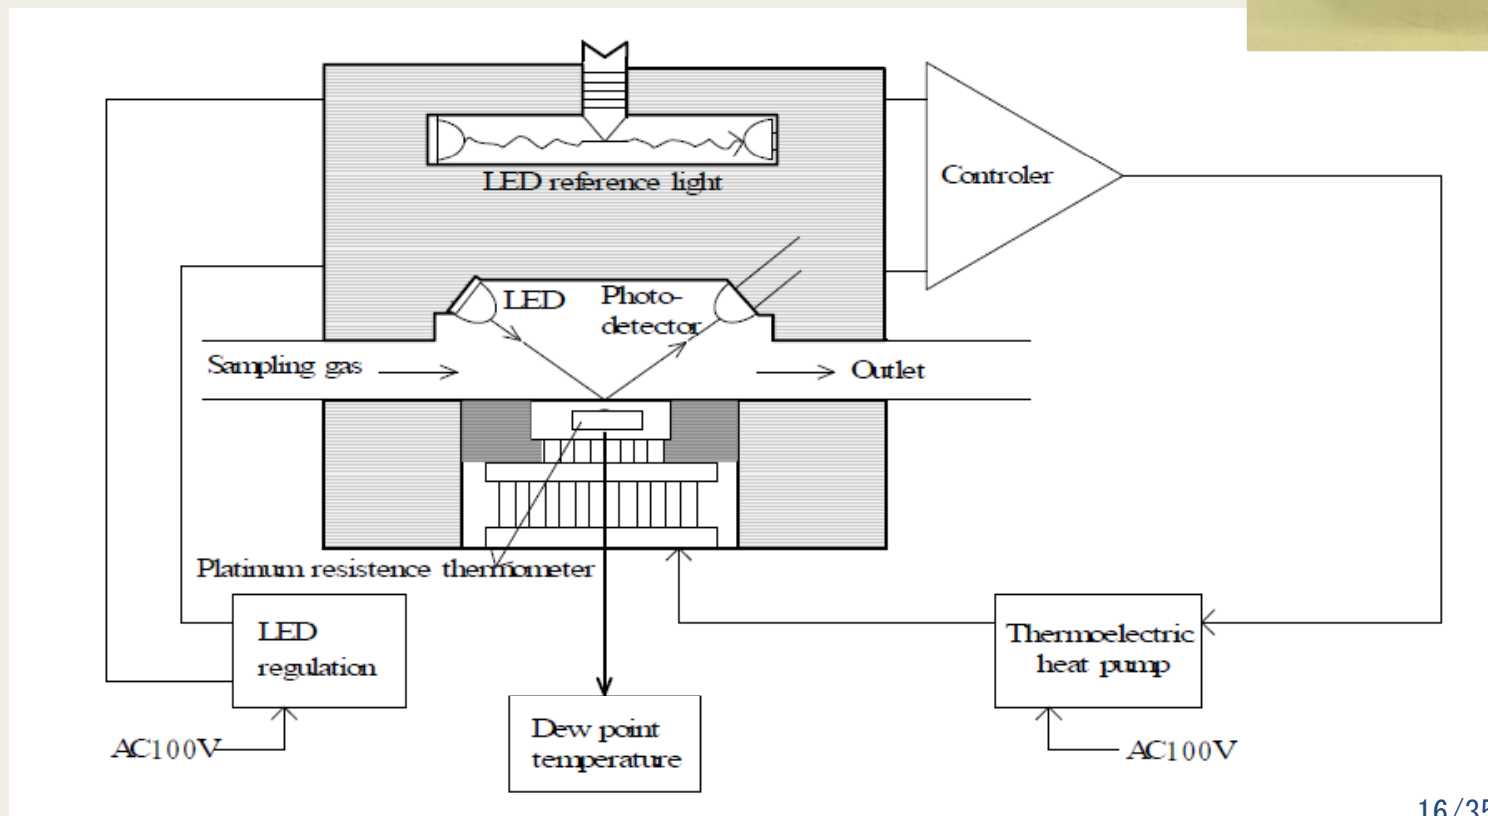 LED reference light
Controler
LED
Photo-
detector
Sampling gas
Outlet
Platinum resistence thermometer
LED
regulation
Thermoelectric
heat pump
Dew point
temperature
AC100V
AC100V
16/35